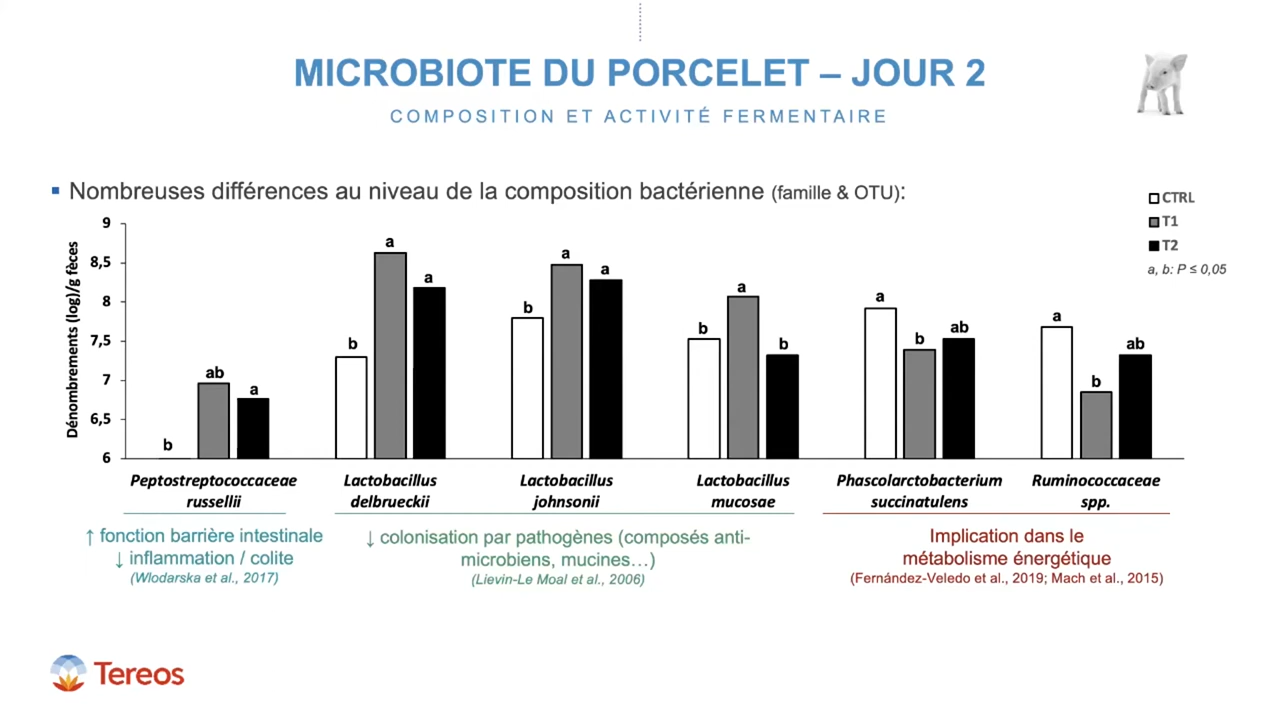 MICROBIOTE DU PORCELET – JOUR 2
COMPOSITION ET ACTIVITÉ FERMENTAIRE
▪ Nombreuses différences au niveau de la composition bactérienne (famille & OTU):
CTRL
T1
T2
a, b: P ≤ 0,05
Dénombrements (log)/g fèces
9
8,5
8
7,5
7
6,5
6
b
ab
a
b
a
a
b
a
a
b
a
b
a
b
ab
a
b
ab
Peptostreptococcaceae
russellii
Lactobacillus
delbrueckii
Lactobacillus
johnsonii
Lactobacillus
mucosae
Phascolarctobacterium
succinatulens
Ruminococcaceae
spp.
↑ fonction barrière intestinale
↓ inflammation / colite
(Wlodarska et al., 2017)
↓ colonisation par pathogènes (composés anti-
microbiens, mucines…)
(Lievin-Le Moal et al., 2006)
Implication dans le
métabolisme énergétique
(Fernández-Veledo et al., 2019; Mach et al., 2015)
Tereos